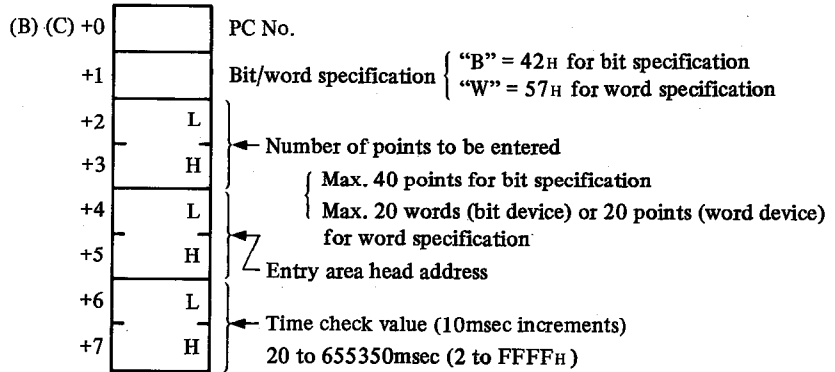 (B) (C) +0 PC No.
+1 Bit/word specification { "B" = 42H for bit specification
"W" = 57H for word specification
+2 L
Number of points to be entered
+3 H
Max. 40 points for bit specification
+4 L Max. 20 words (bit device) or 20 points (word device)
for word specification
+5 H
Entry area head address
+6 L
Time check value (10msec increments)
+7 H 20 to 655350msec (2 to FFFFH)